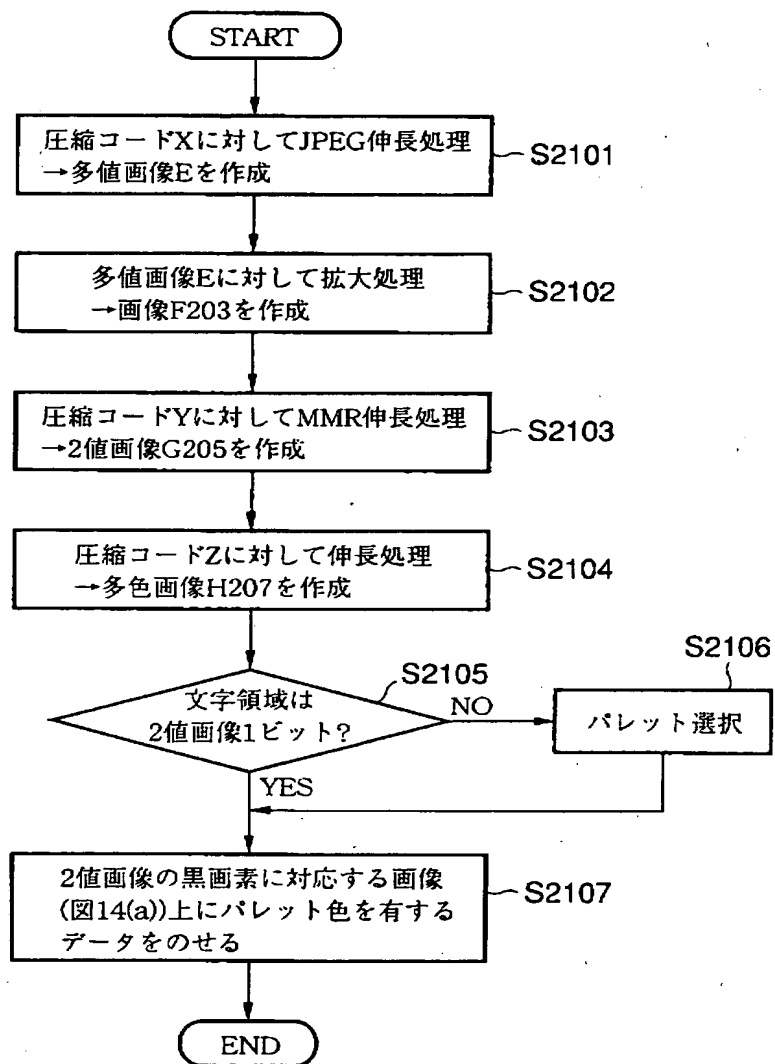 START
圧縮コードXに対してJPEG伸長処理
→多値画像Eを作成
S2101
多値画像Eに対して拡大処理
→画像F203を作成
S2102
圧縮コードYに対してMMR伸長処理
→2値画像G205を作成
S2103
圧縮コードZに対して伸長処理
→多色画像H207を作成
S2104
S2105
文字領域は
2値画像1ビット?
NO
S2106
パレット選択
YES
2値画像の黒画素に対応する画像
(図14(a))上にパレット色を有する
データをのせる
S2107
END